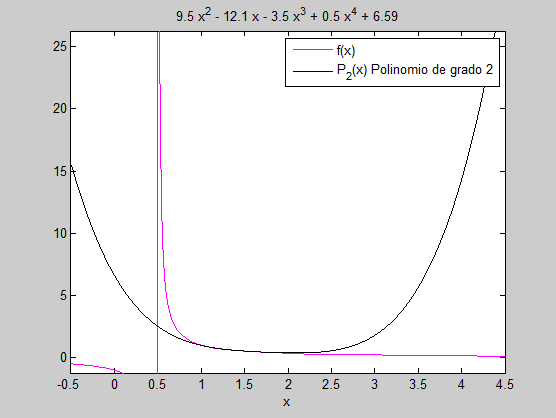 9.5 x² - 12.1 x - 3.5 x³ + 0.5 x⁴ + 6.59
f(x)
P₂(x) Polinomio de grado 2
25
20
15
10
5
0
-0.5 0 0.5 1 1.5 2 2.5 3 3.5 4 4.5
x